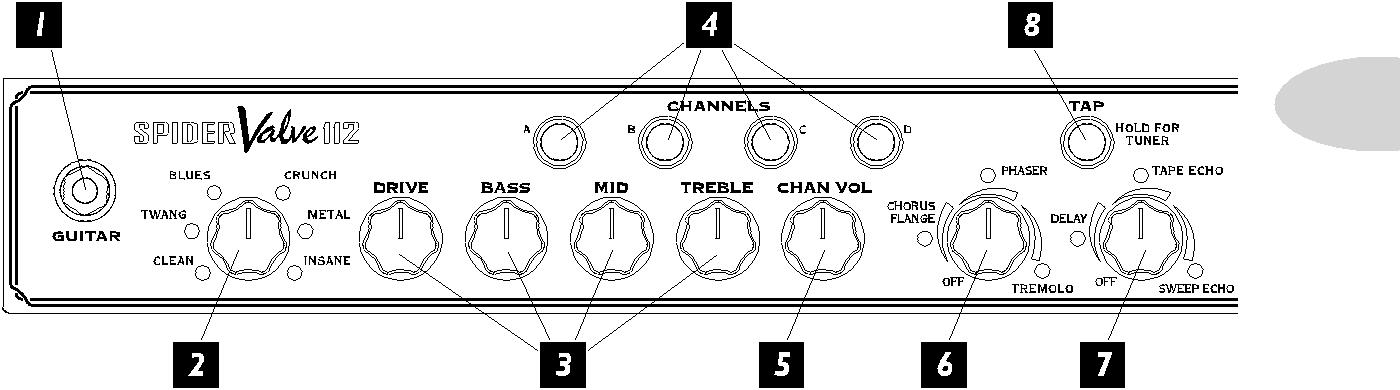 1
4
8
CHANNELS
TAP
SPIDER Valve 112
A
B
C
D
HOLD FOR
TUNER
BLUES
CRUNCH
DRIVE
BASS
MID
TREBLE
CHAN VOL
PHASER
TAPE ECHO
TWANG
METAL
CHORUS
FLANGE
DELAY
GUITAR
CLEAN
INSANE
OFF
TREMOLO
OFF
SWEEP ECHO
2
3
5
6
7